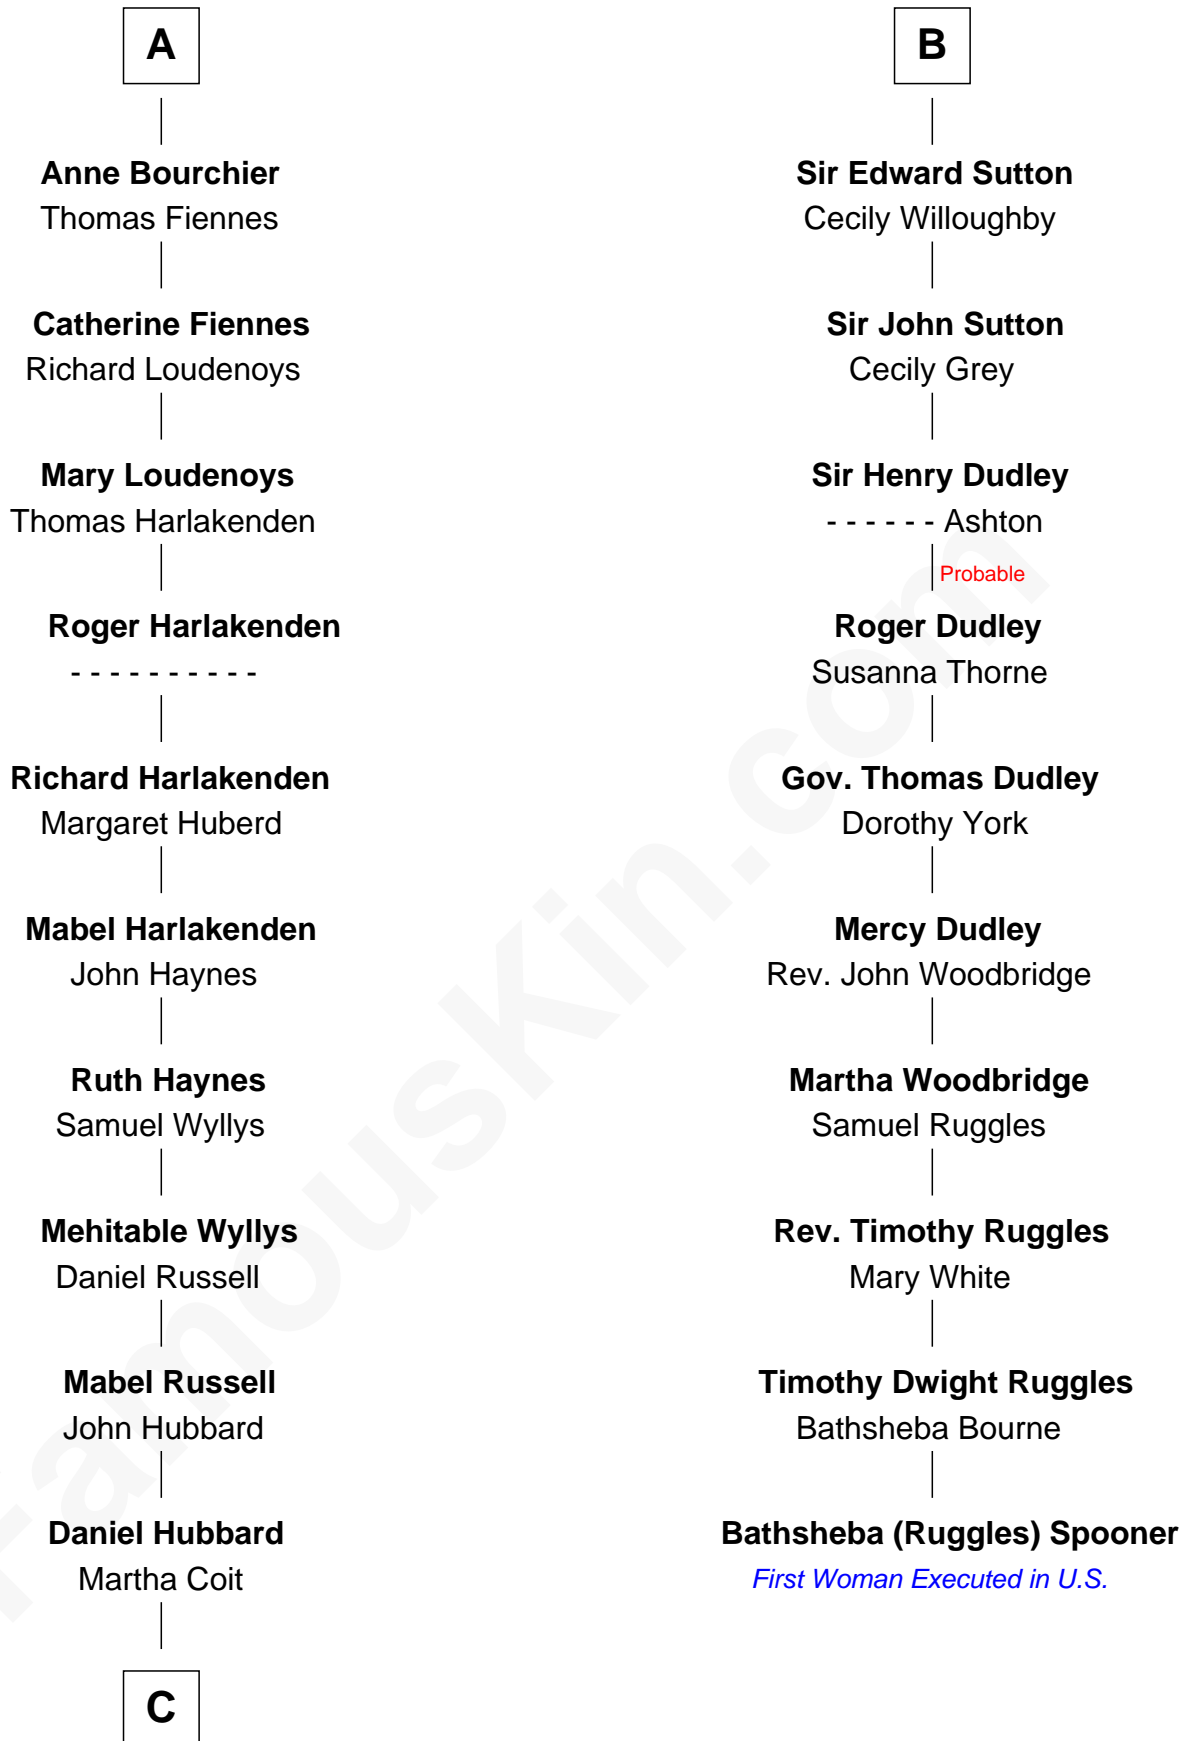 A
Anne Bourchier
Thomas Fiennes
Catherine Fiennes
Richard Loudenoys
Mary Loudenoys
Thomas Harlakenden
Roger Harlakenden
- - - - - - - - - -
Richard Harlakenden
Margaret Huberd
Mabel Harlakenden
John Haynes
Ruth Haynes
Samuel Wyllys
Mehitable Wyllys
Daniel Russell
Mabel Russell
John Hubbard
Daniel Hubbard
Martha Coit
C
B
Sir Edward Sutton
Cecily Willoughby
Sir John Sutton
Cecily Grey
Sir Henry Dudley
- - - - - - Ashton
Probable
Roger Dudley
Susanna Thorne
Gov. Thomas Dudley
Dorothy York
Mercy Dudley
Rev. John Woodbridge
Martha Woodbridge
Samuel Ruggles
Rev. Timothy Ruggles
Mary White
Timothy Dwight Ruggles
Bathsheba Bourne
Bathsheba (Ruggles) Spooner
First Woman Executed in U.S.
FamousKin.com